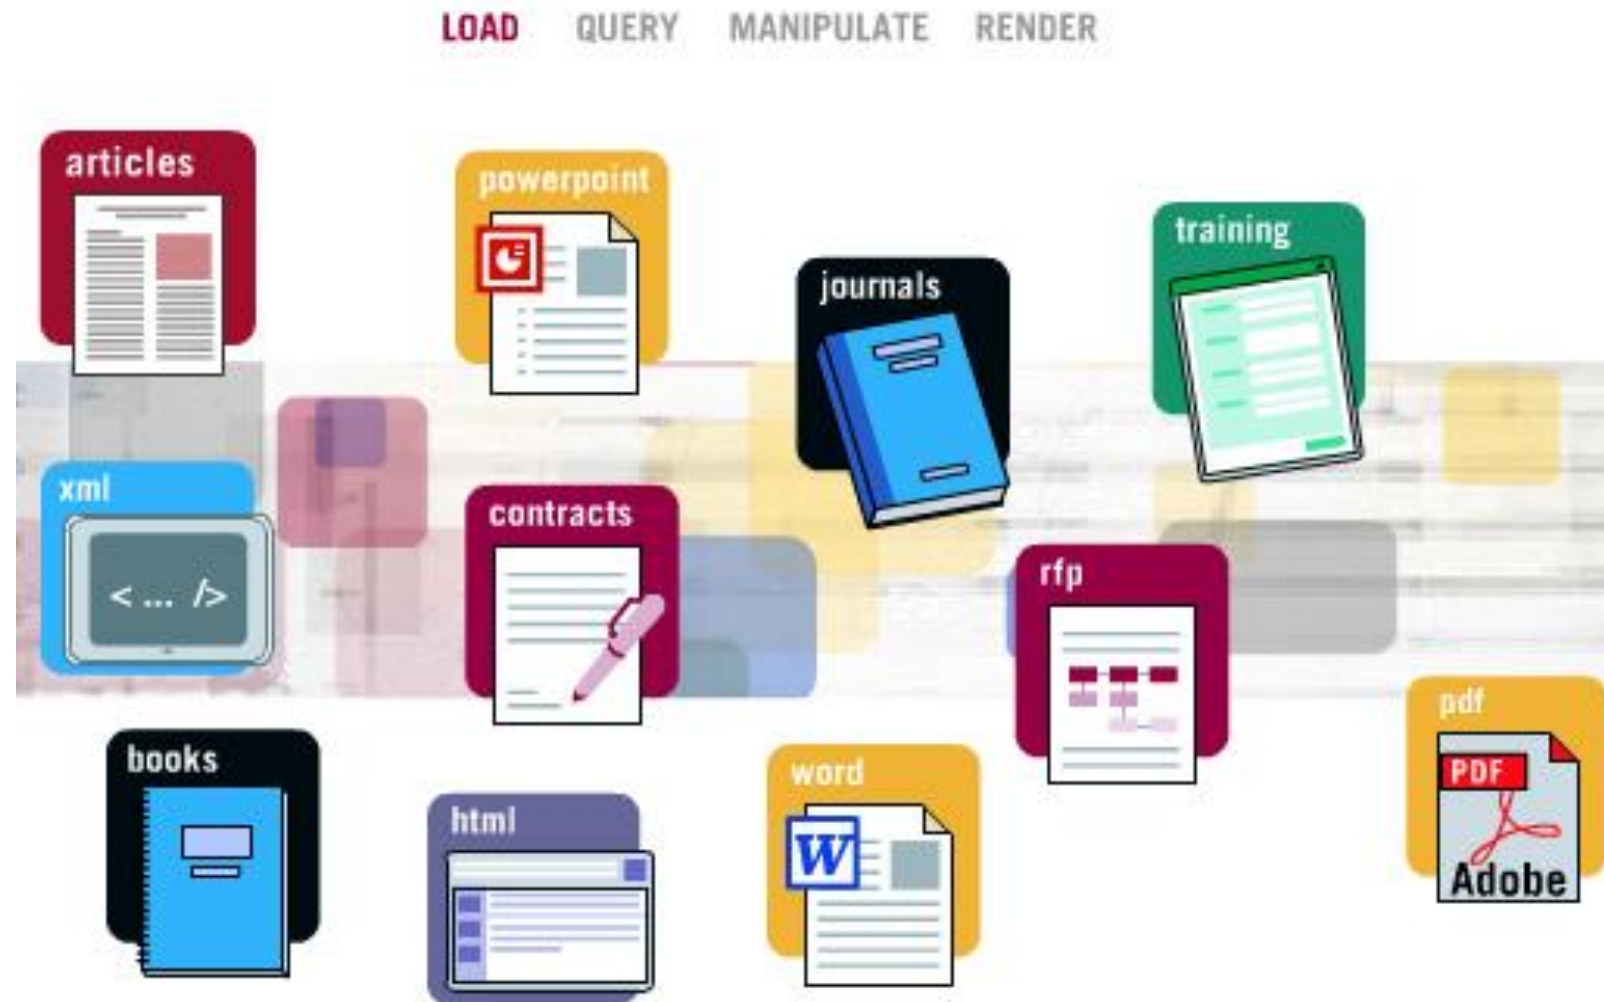 LOAD QUERY MANIPULATE RENDER
articles
powerpoint
training
journals
xml
< ... />
contracts
rfp
pdf
PDF
Adobe
books
word
W
html